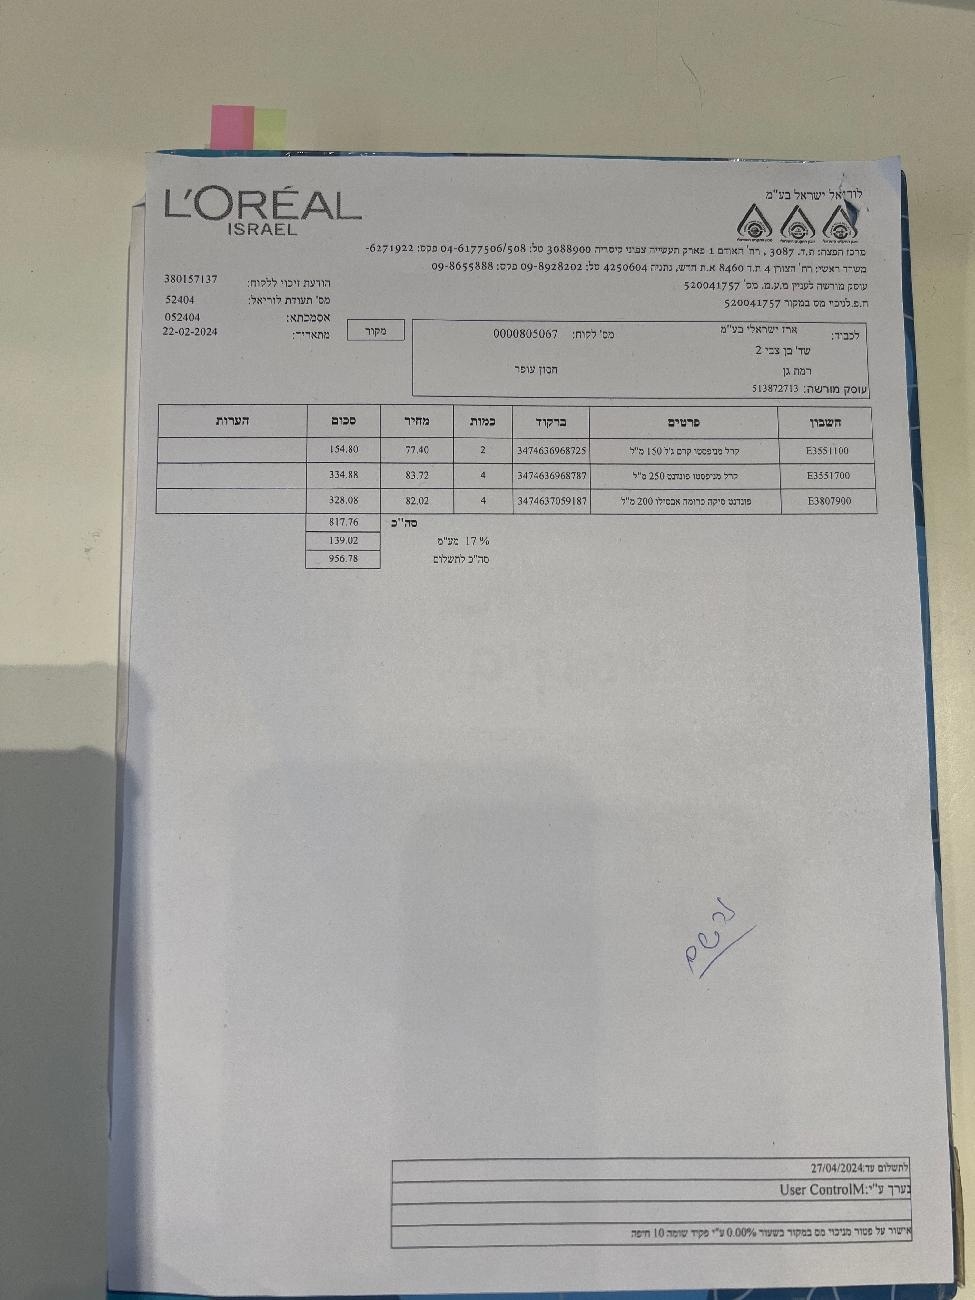 L'ORÉAL
ISRAEL
לוריאל ישראל בע"מ
מרכז הפצה: ת.ד. 3087 , רח' האודם 1 פארק תעשייה צפוני קיסריה 3088900 טל: 04-6177506/508 פקס: 6271922-
משרד ראשי: רח' הצורן 4 ת.ד 8460 א.ת חדש, נתניה 4250604 טל: 09-8928202 פקס: 09-8655888
עוסק מורשה לעניין מ.ע.מ. מס' 520041757
ח.פ.לניכוי מס במקור 520041757
הודעת זיכוי ללקוח: 380157137
מס' תעודת לוריאל: 52404
אסמכתא: 052404
מתאריך: 22-02-2024
מקור
לכבוד: ארז ישראלי בע"מ מס' לקוח: 0000805067
שד' בן צבי 2
רמת גן חסון עופר
עוסק מורשה: 513872713
חשבון פרטים ברקוד כמות מחיר סכום הערות
E3551100 קרל מניפסטו קרם ג'ל 150 מ"ל 3474636968725 2 77.40 154.80
E3551700 קרל מניפסטו פונדנט 250 מ"ל 3474636968787 4 83.72 334.88
E3807900 פונדנט סיקה כרומה אבסולו 200 מ"ל 3474637059187 4 82.02 328.08
סה"כ 817.76
17 % מע"מ 139.02
סה"כ לתשלום 956.78
לתשלום עד:27/04/2024
נערך ע"י:User ControlM
אישור על פטור מניכוי מס במקור בשעור 0.00% ע"י פקיד שומה 10 חיפה